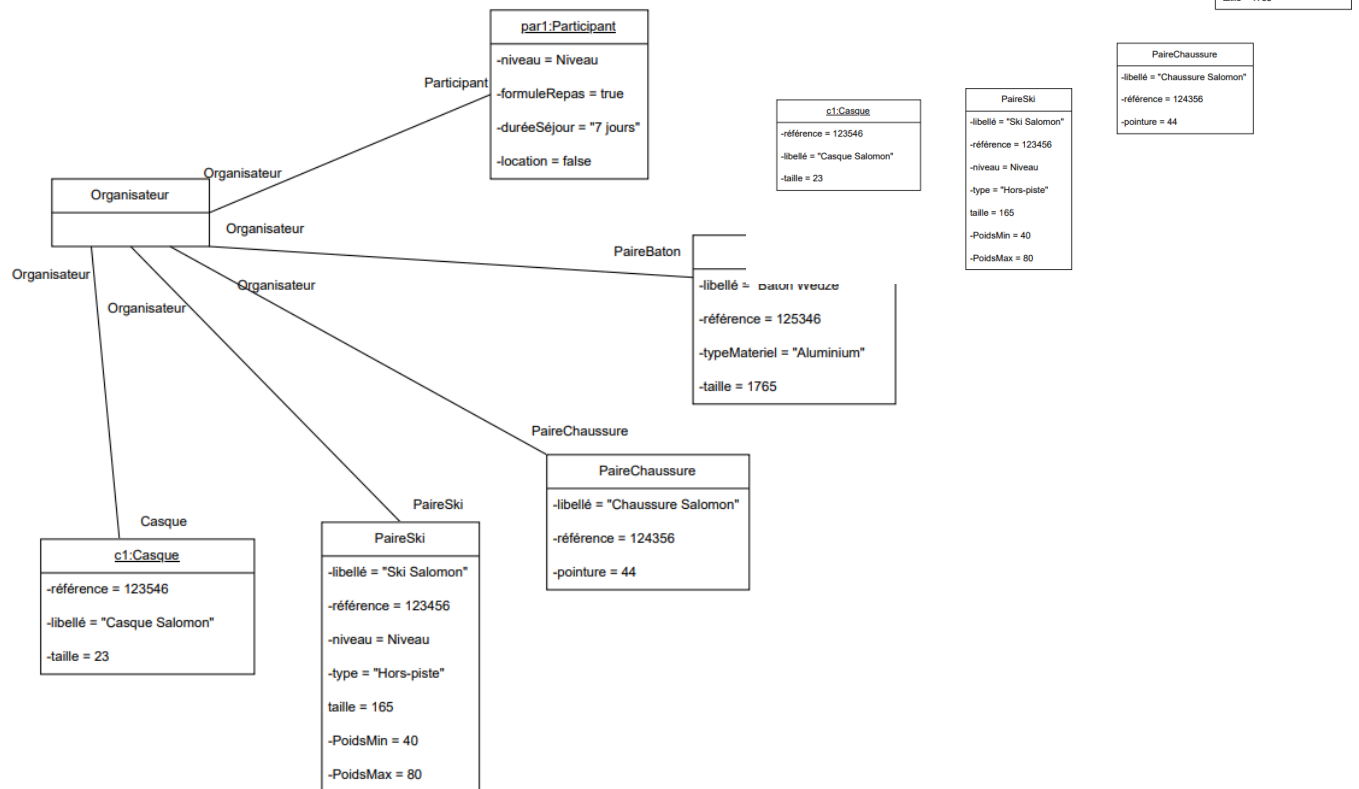 par1:Participant
-niveau = Niveau
-formuleRepas = true
-duréeSéjour = "7 jours"
-location = false
Participant
Organisateur
Organisateur
Organisateur
PaireBaton
-libellé = "Baton Wedze"
-référence = 125346
-typeMateriel = "Aluminium"
-taille = 1765
Organisateur
Organisateur
Organisateur
PaireChaussure
PaireChaussure
-libellé = "Chaussure Salomon"
-référence = 124356
-pointure = 44
PaireSki
PaireSki
-libellé = "Ski Salomon"
-référence = 123456
-niveau = Niveau
-type = "Hors-piste"
taille = 165
-PoidsMin = 40
-PoidsMax = 80
Casque
c1:Casque
-référence = 123546
-libellé = "Casque Salomon"
-taille = 23
c1:Casque
-référence = 123546
-libellé = "Casque Salomon"
-taille = 23
PaireSki
-libellé = "Ski Salomon"
-référence = 123456
-niveau = Niveau
-type = "Hors-piste"
taille = 165
-PoidsMin = 40
-PoidsMax = 80
PaireChaussure
-libellé = "Chaussure Salomon"
-référence = 124356
-pointure = 44